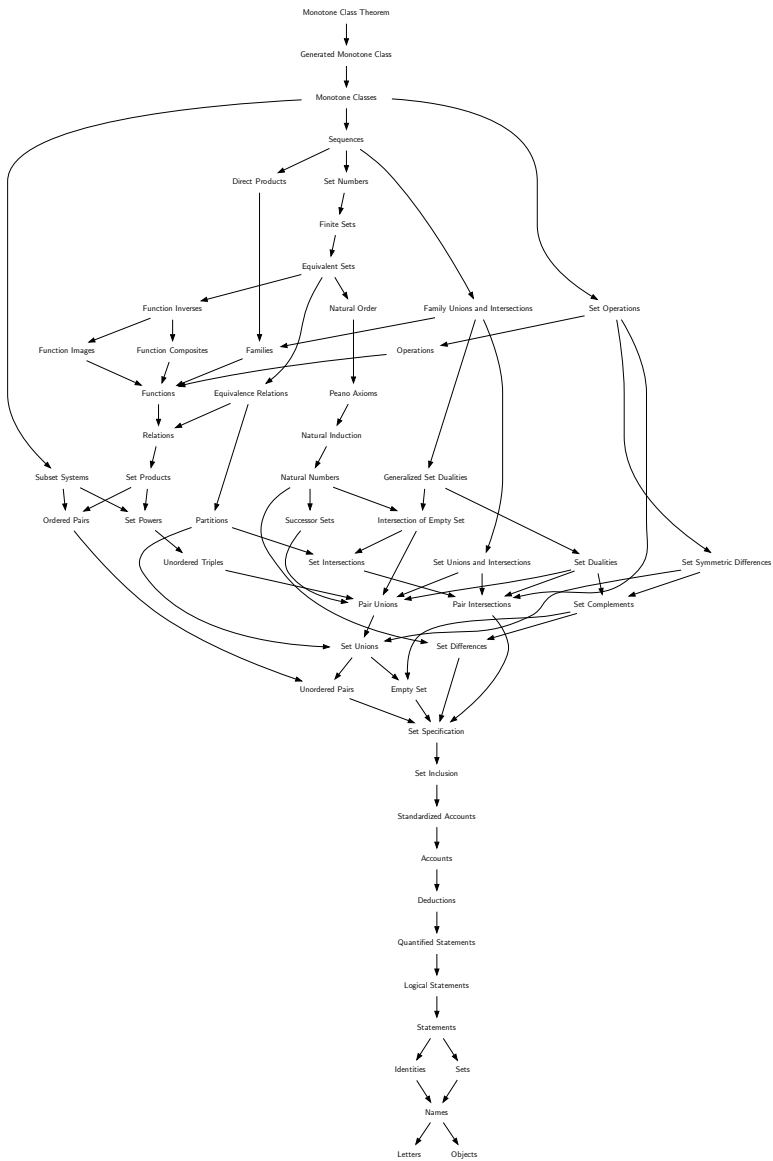 Monotone Class Theorem
Generated Monotone Class
Monotone Classes
Sequences
Direct Products
Set Numbers
Finite Sets
Equivalent Sets
Function Inverses
Natural Order
Family Unions and Intersections
Set Operations
Function Images
Function Composites
Families
Operations
Functions
Equivalence Relations
Peano Axioms
Relations
Natural Induction
Subset Systems
Set Products
Natural Numbers
Generalized Set Dualities
Ordered Pairs
Set Powers
Partitions
Successor Sets
Intersection of Empty Set
Unordered Triples
Set Intersections
Set Unions and Intersections
Set Dualities
Set Symmetric Differences
Pair Unions
Pair Intersections
Set Complements
Set Unions
Set Differences
Unordered Pairs
Empty Set
Set Specification
Set Inclusion
Standardized Accounts
Accounts
Deductions
Quantified Statements
Logical Statements
Statements
Identities
Sets
Names
Letters
Objects